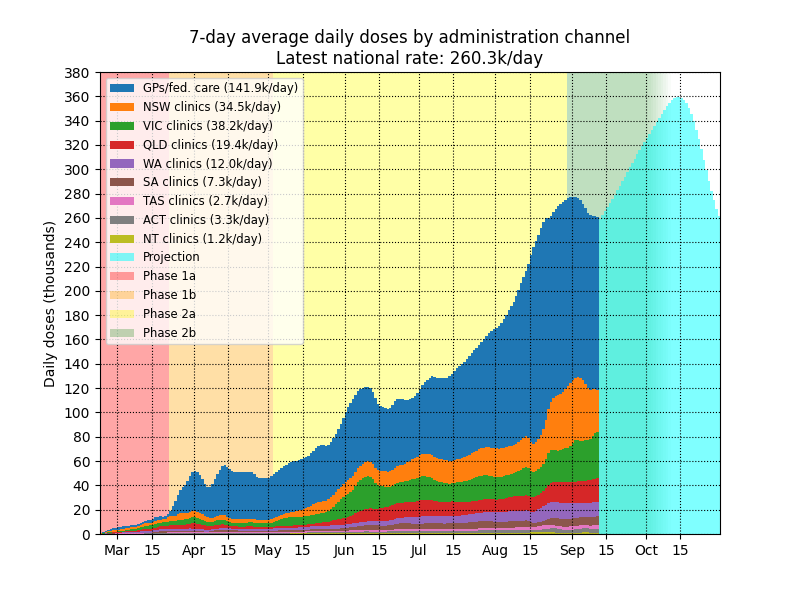 7-day average daily doses by administration channel
Latest national rate: 260.3k/day
Daily doses (thousands)
380
360
340
320
300
280
260
240
220
200
180
160
140
120
100
80
60
40
20
0
GPs/fed. care (141.9k/day)
NSW clinics (34.5k/day)
VIC clinics (38.2k/day)
QLD clinics (19.4k/day)
WA clinics (12.0k/day)
SA clinics (7.3k/day)
TAS clinics (2.7k/day)
ACT clinics (3.3k/day)
NT clinics (1.2k/day)
Projection
Phase 1a
Phase 1b
Phase 2a
Phase 2b
Mar 15 Apr 15 May 15 Jun 15 Jul 15 Aug 15 Sep 15 Oct 15